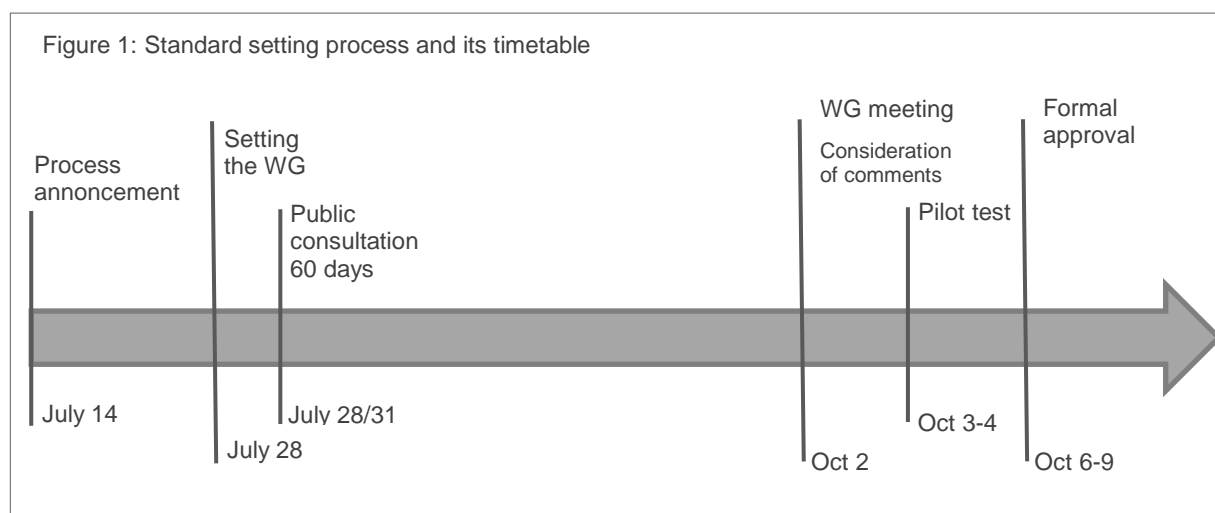 Figure 1: Standard setting process and its timetable
Process
annoncement
Setting
the WG
Public
consultation
60 days
WG meeting
Consideration
of comments
Pilot test
Formal
approval
July 14
July 28
July 28/31
Oct 2
Oct 3-4
Oct 6-9